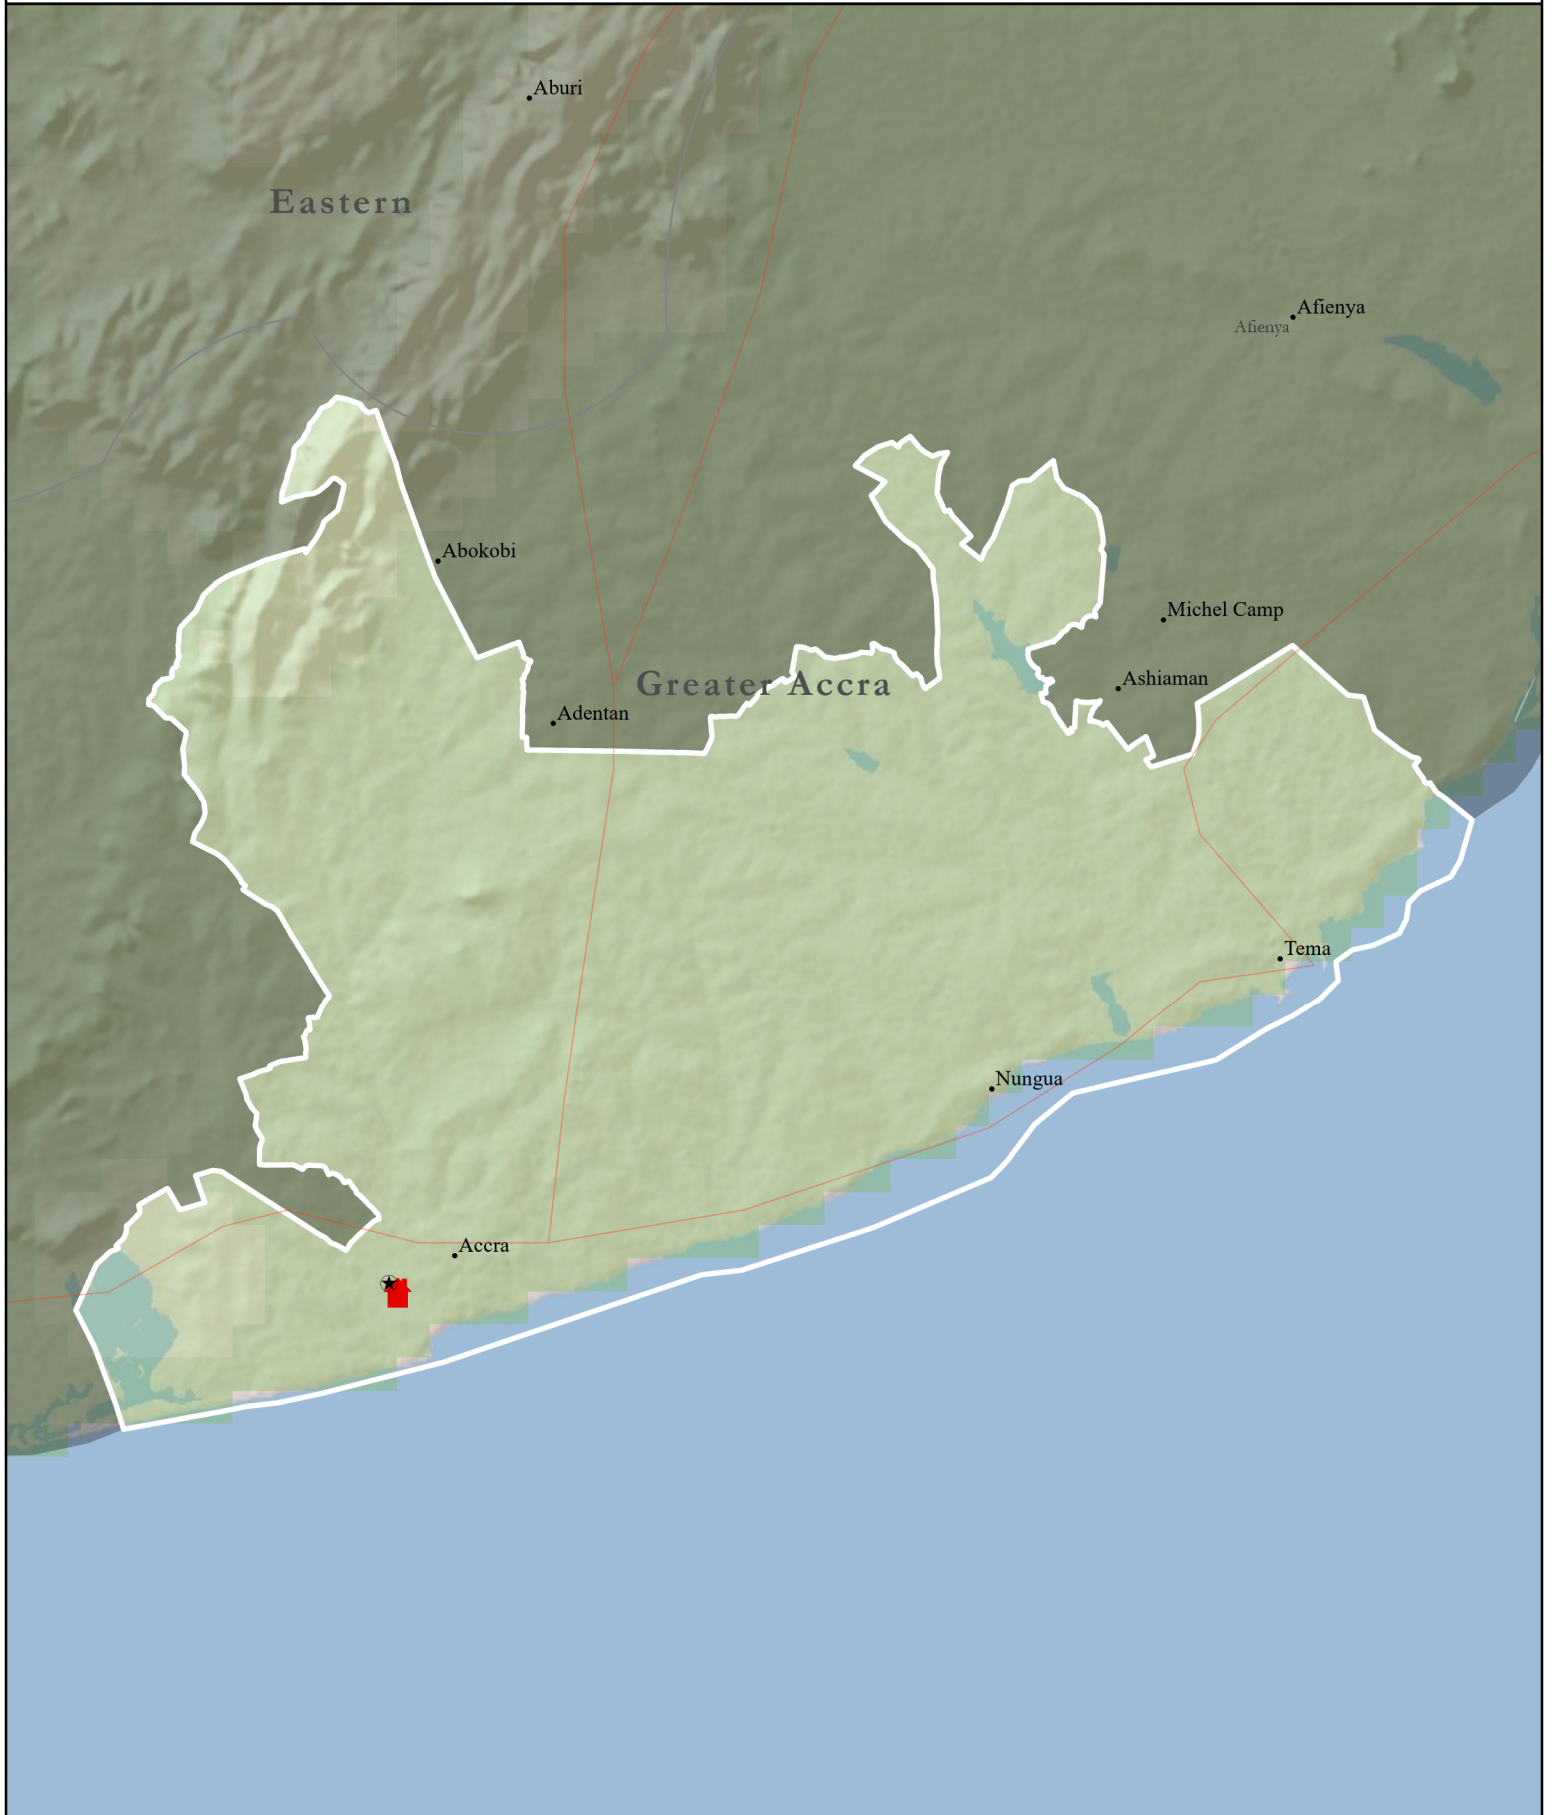 Aburi
Eastern
Afienya
Afienya
Abokobi
Michel Camp
Ashiaman
Greater Accra
Adentan
Tema
Nungua
Accra